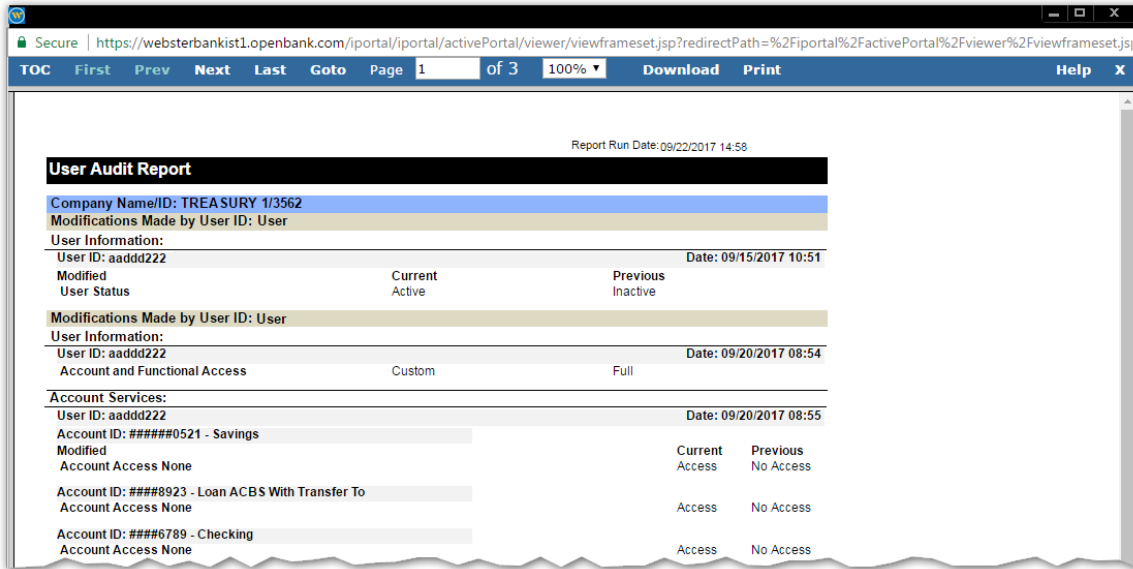 Secure | https://websterbankist1.openbank.com/iportal/iportal/activePortal/viewer/viewframeset.jsp?redirectPath=%2Fiportal%2FactivePortal%2Fviewer%2Fviewframeset.jsp
TOC First Prev Next Last Goto Page 1 of 3 100% Download Print Help X
Report Run Date: 09/22/2017 14:58
User Audit Report
Company Name/ID: TREASURY 1/3562
Modifications Made by User ID: User
User Information:
User ID: aaddd222 Date: 09/15/2017 10:51
Modified Current Previous
User Status Active Inactive
Modifications Made by User ID: User
User Information:
User ID: aaddd222 Date: 09/20/2017 08:54
Account and Functional Access Custom Full
Account Services:
User ID: aaddd222 Date: 09/20/2017 08:55
Account ID: ######0521 - Savings
Modified Current Previous
Account Access None Access No Access
Account ID: ####8923 - Loan ACBS With Transfer To
Account Access None Access No Access
Account ID: ####6789 - Checking
Account Access None Access No Access